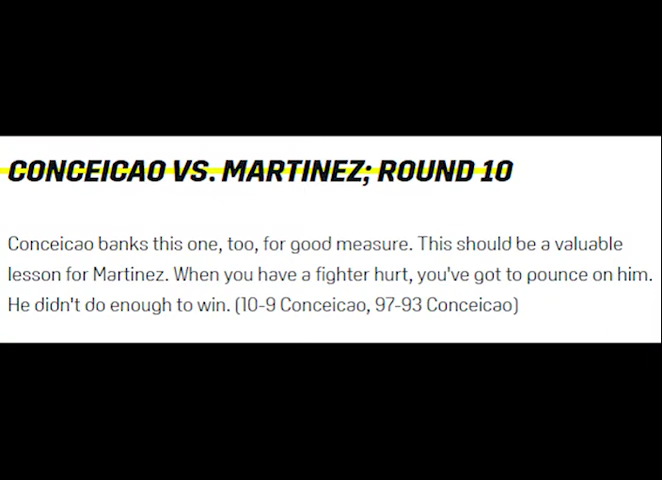 CONCEICAO VS. MARTINEZ; ROUND 10
Conceicao banks this one, too, for good measure. This should be a valuable
lesson for Martinez. When you have a fighter hurt, you've got to pounce on him.
He didn't do enough to win. (10-9 Conceicao, 97-93 Conceicao)